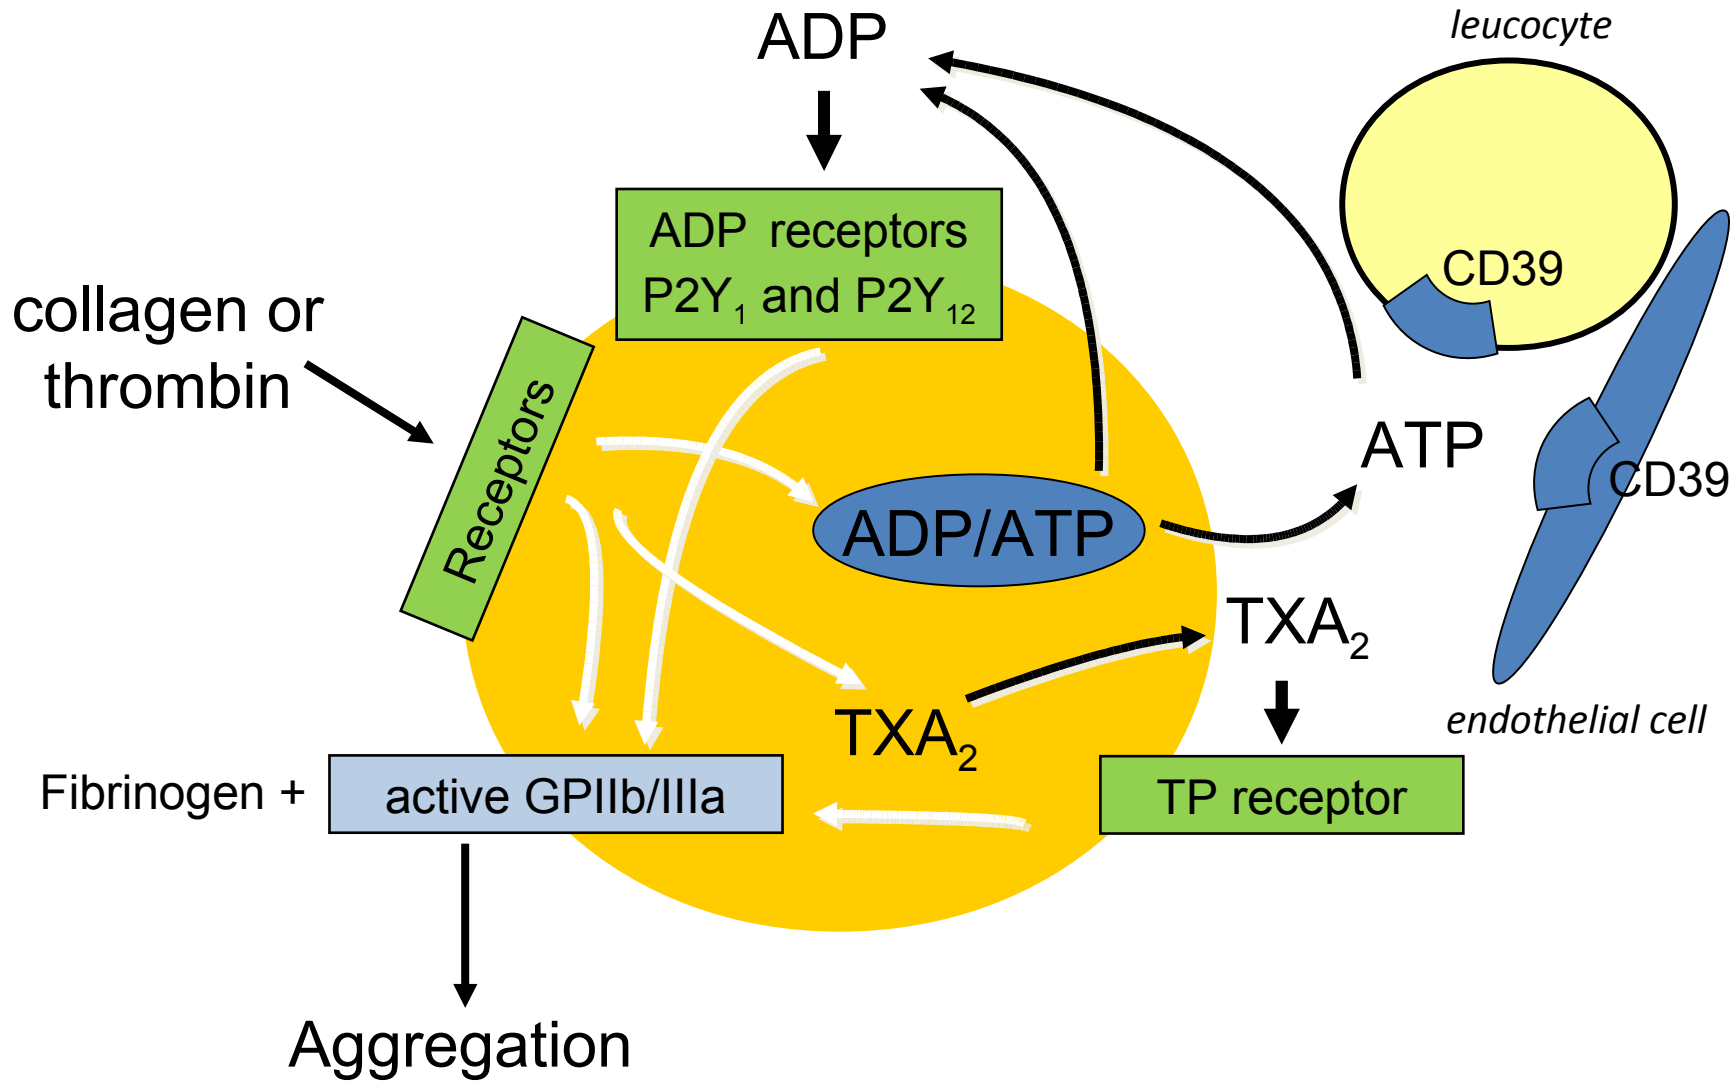 leucocyte
ADP
ADP receptors
P2Y₁ and P2Y₁₂
CD39
collagen or
thrombin
Receptors
ATP
CD39
ADP/ATP
TXA₂
TXA₂
endothelial cell
Fibrinogen +
active GPIIb/IIIa
TP receptor
Aggregation